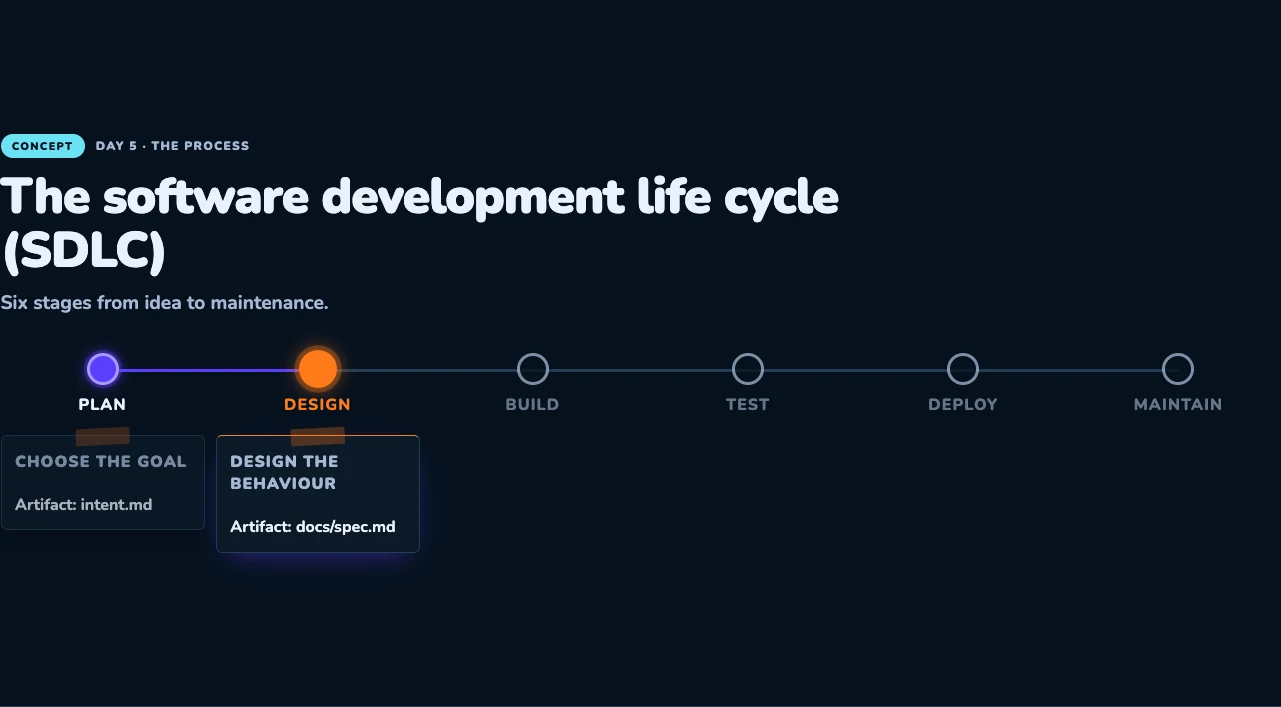 CONCEPT DAY 5 · THE PROCESS
The software development life cycle
(SDLC)
Six stages from idea to maintenance.
PLAN DESIGN BUILD TEST DEPLOY MAINTAIN
CHOOSE THE GOAL
Artifact: intent.md
DESIGN THE
BEHAVIOUR
Artifact: docs/spec.md